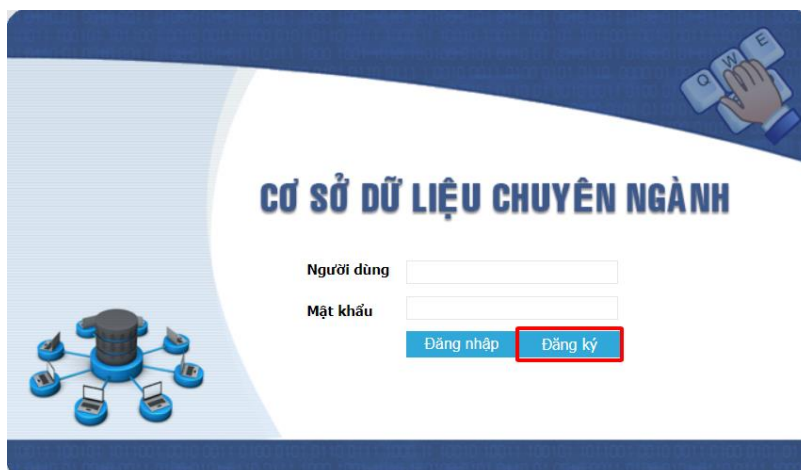 Q W E
CƠ SỞ DỮ LIỆU CHUYÊN NGÀNH
Người dùng
Mật khẩu
Đăng nhập Đăng ký